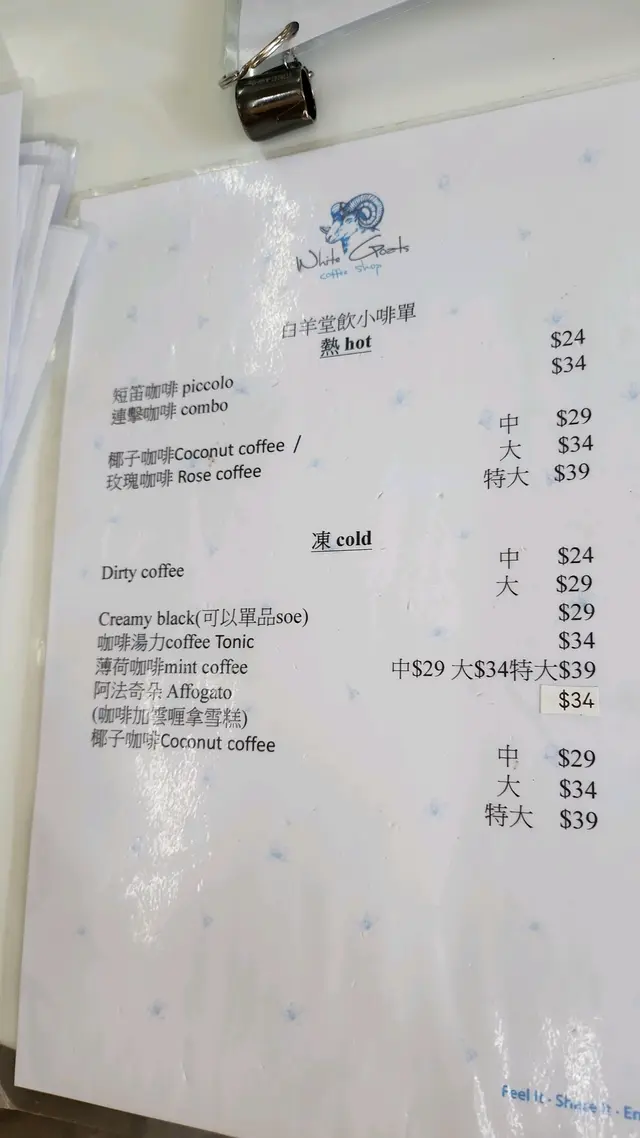 White Goats
coffee shop
白羊堂飲小啡單
熱 hot
短笛咖啡 piccolo $24
連擊咖啡 combo $34
椰子咖啡Coconut coffee / 中 $29
玫瑰咖啡 Rose coffee 大 $34
特大 $39
凍 cold
Dirty coffee 中 $24
大 $29
Creamy black(可以單品soe) $29
咖啡湯力coffee Tonic $34
薄荷咖啡mint coffee 中$29 大$34特大$39
阿法奇朵 Affogato $34
(咖啡加雲喱拿雪糕)
椰子咖啡Coconut coffee 中 $29
大 $34
特大 $39
Feel It · Share It ·